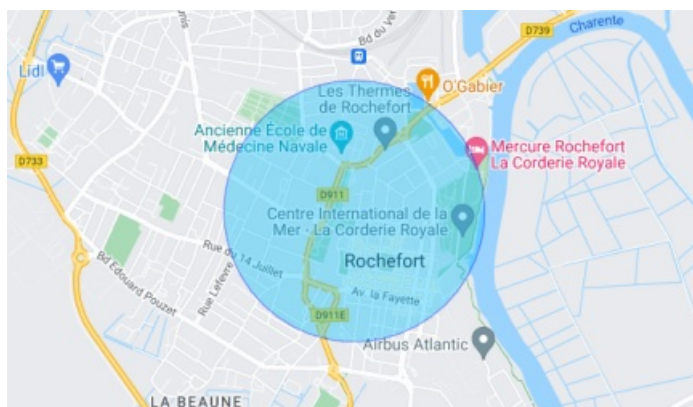 unis
Bd du Ver
D739
Charente
Lidl
O'Gabier
Les Thermes
de Rochefort
Ancienne École de
Médecine Navale
Mercure Rochefort
La Corderie Royale
D733
D911
Centre International de la
Mer - La Corderie Royale
Rue du 14 Juillet
Rochefort
Bd Edouard Pouzet
Rue Lefevre
Av. la Fayette
D911E
Airbus Atlantic
LA BEAUNE